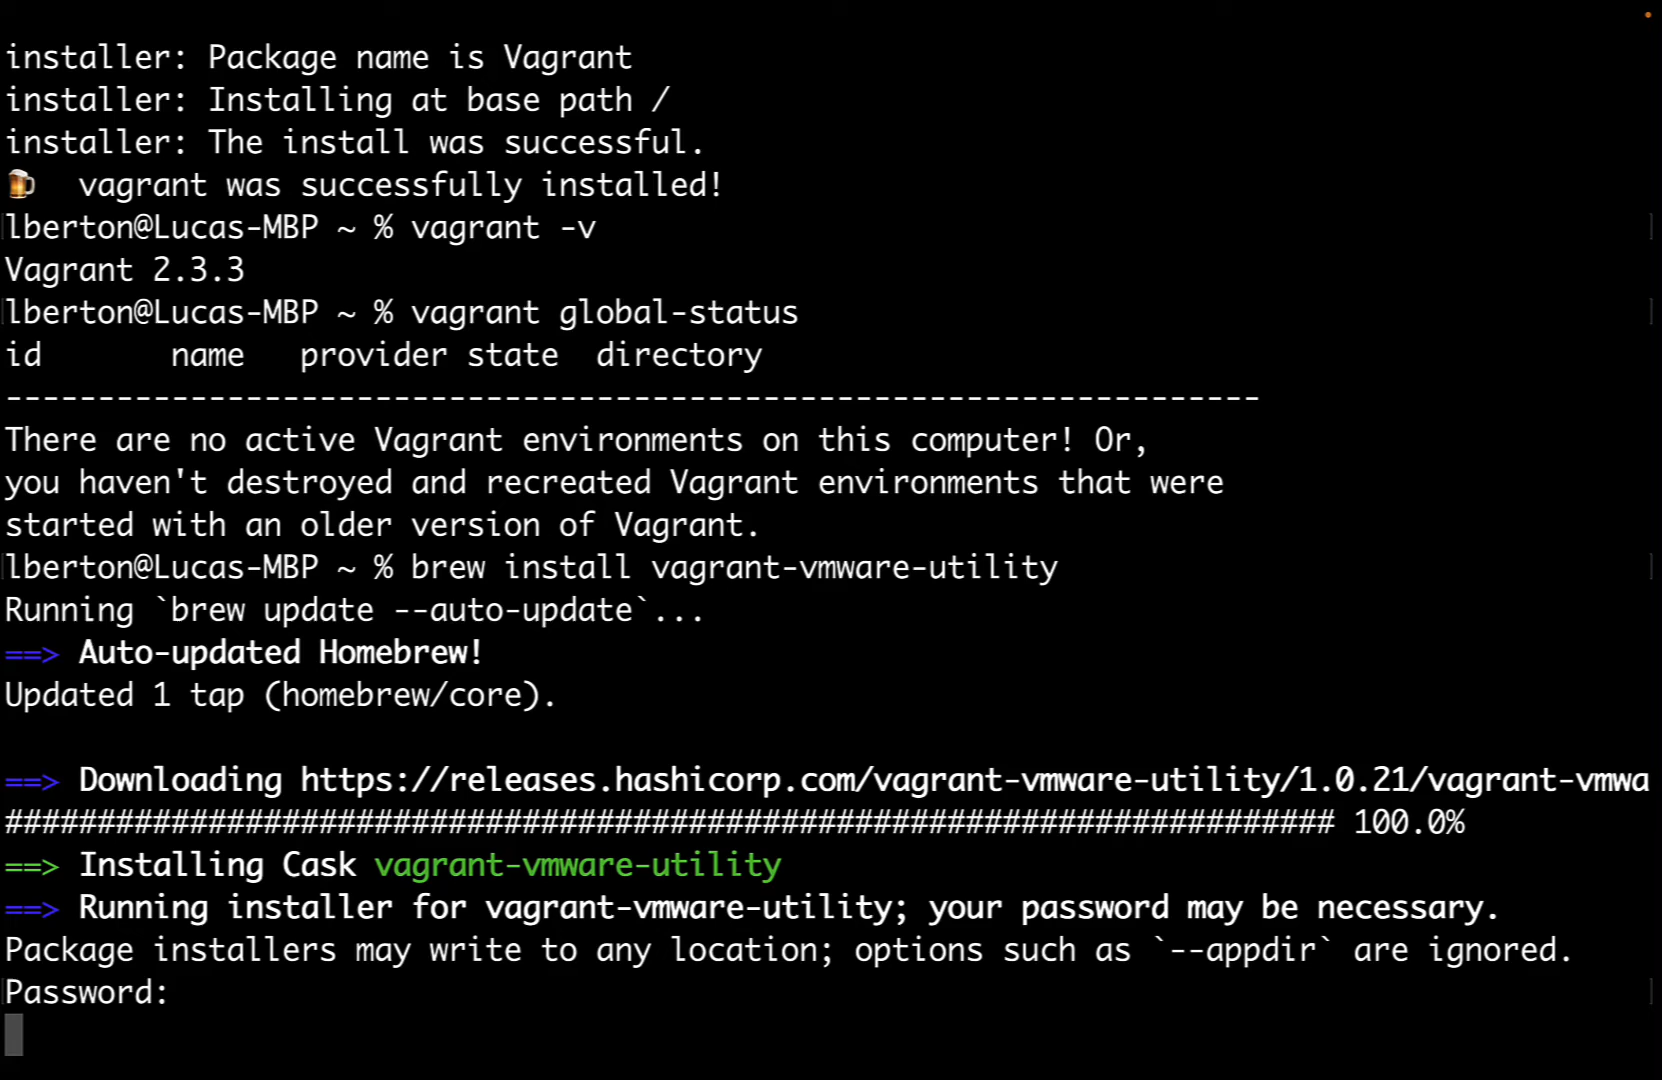 installer: Package name is Vagrant
installer: Installing at base path /
installer: The install was successful.
🍺  vagrant was successfully installed!
lberton@Lucas-MBP ~ % vagrant -v
Vagrant 2.3.3
lberton@Lucas-MBP ~ % vagrant global-status
id       name   provider state  directory
--------------------------------------------------------------------
There are no active Vagrant environments on this computer! Or,
you haven't destroyed and recreated Vagrant environments that were
started with an older version of Vagrant.
lberton@Lucas-MBP ~ % brew install vagrant-vmware-utility
Running `brew update --auto-update`...
==> Auto-updated Homebrew!
Updated 1 tap (homebrew/core).
==> Downloading https://releases.hashicorp.com/vagrant-vmware-utility/1.0.21/vagrant-vmwa
######################################################################## 100.0%
==> Installing Cask vagrant-vmware-utility
==> Running installer for vagrant-vmware-utility; your password may be necessary.
Package installers may write to any location; options such as `--appdir` are ignored.
Password: